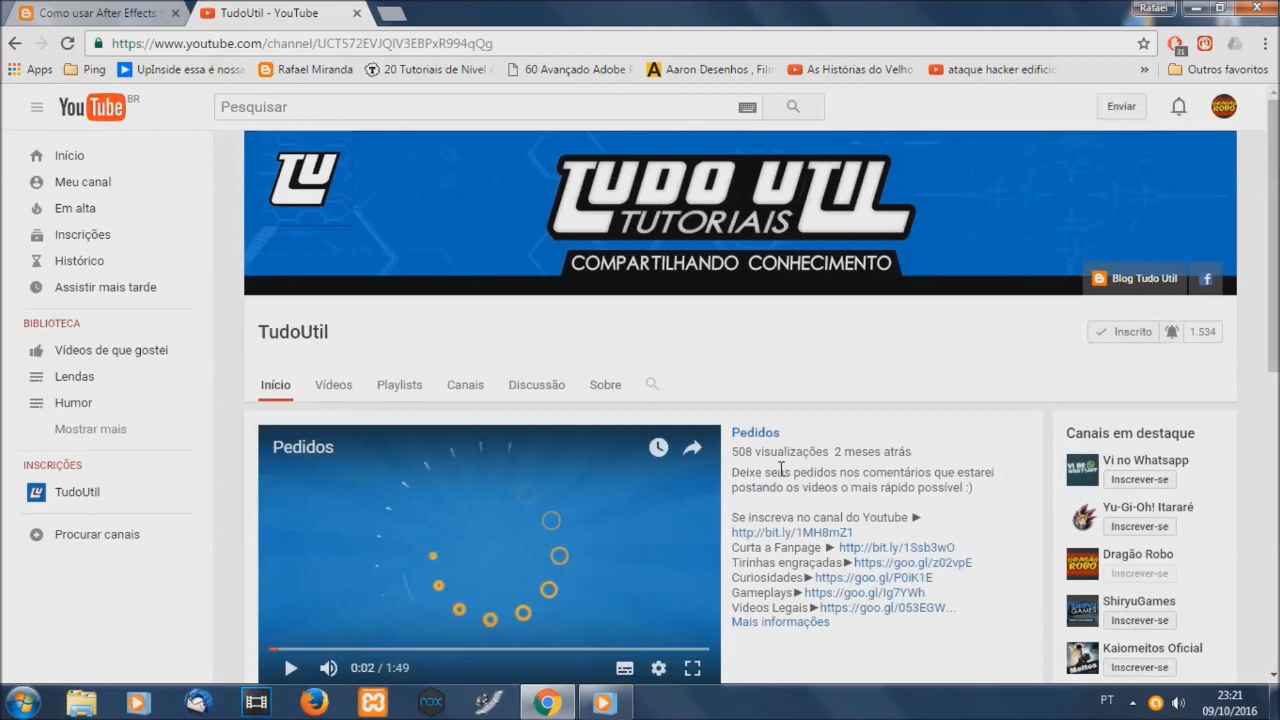 Como usar After Effects
TudoUtil - YouTube
Rafael
https://www.youtube.com/channel/UCT572EVJQIV3EBPxR994qQg
31
Apps
Ping
UpInside essa é nossa
Rafael Miranda
20 Tutoriais de Nível
60 Avançado Adobe
Aaron Desenhos , Film
As Histórias do Velho
ataque hacker edificio
»
Outros favoritos
YouTube BR
Pesquisar
Enviar
DRAGÃO ROBO
Início
Meu canal
Em alta
Inscrições
Histórico
Assistir mais tarde
BIBLIOTECA
Vídeos de que gostei
Lendas
Humor
Mostrar mais
INSCRIÇÕES
TudoUtil
Procurar canais
TU
TUDO UTIL
TUTORIAIS
COMPARTILHANDO CONHECIMENTO
Blog Tudo Util
TudoUtil
Inscrito 1.534
Início Vídeos Playlists Canais Discussão Sobre
Pedidos
0:02 / 1:49
Pedidos
508 visualizações 2 meses atrás
Deixe seus pedidos nos comentários que estarei
postando os videos o mais rápido possível :)
Se inscreva no canal do Youtube ►
http://bit.ly/1MH8mZ1
Curta a Fanpage ► http://bit.ly/1Ssb3wO
Tirinhas engraçadas►https://goo.gl/z02vpE
Curiosidades►https://goo.gl/P0iK1E
Gameplays►https://goo.gl/Ig7YWh
Videos Legais►https://goo.gl/053EGW...
Mais informações
Canais em destaque
Vi no Whatsapp
Inscrever-se
Yu-Gi-Oh! Itararé
Inscrever-se
Dragão Robo
Inscrever-se
ShiryuGames
Inscrever-se
Kaiomeitos Oficial
Inscrever-se
nox
PT
23:21
09/10/2016